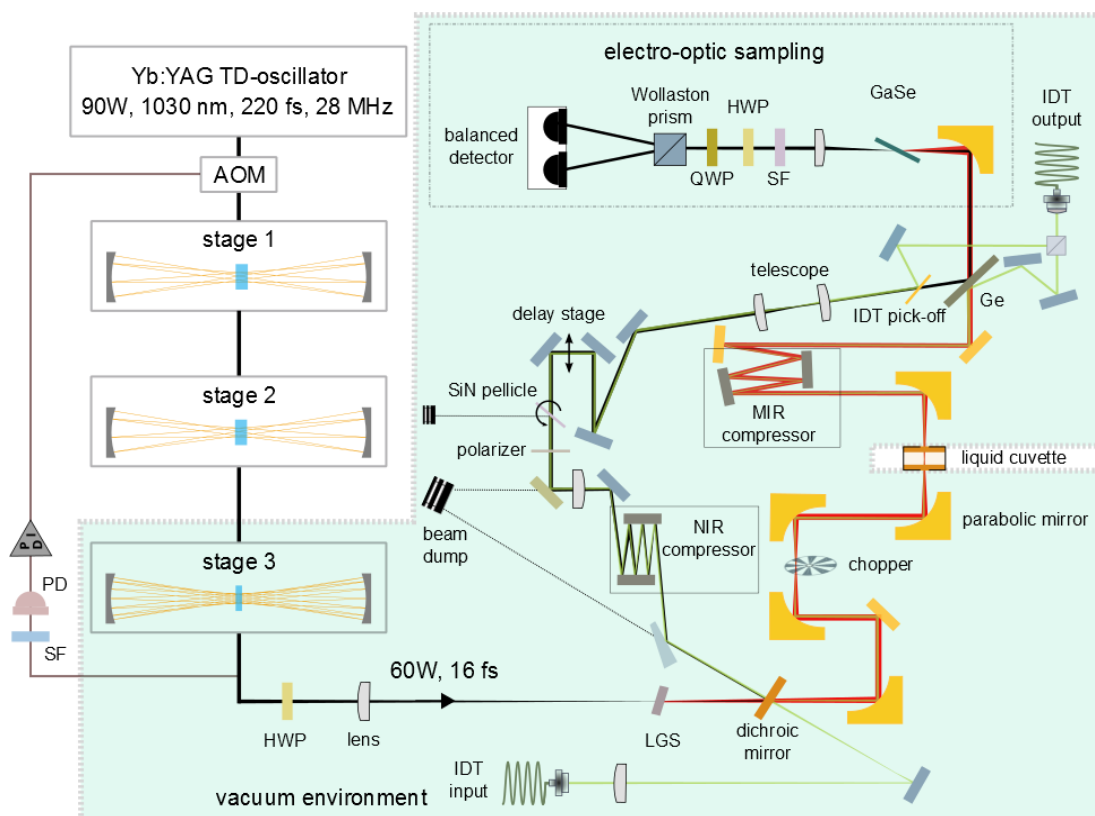 electro-optic sampling
Yb:YAG TD-oscillator
90W, 1030 nm, 220 fs, 28 MHz
AOM
balanced
detector
Wollaston
prism
HWP
QWP
SF
GaSe
IDT
output
stage 1
telescope
IDT pick-off
Ge
delay stage
SiN pellicle
polarizer
MIR
compressor
stage 2
liquid cuvette
parabolic mirror
beam
dump
NIR
compressor
chopper
PID
PD
SF
stage 3
60W, 16 fs
HWP
lens
LGS
dichroic
mirror
IDT
input
vacuum environment